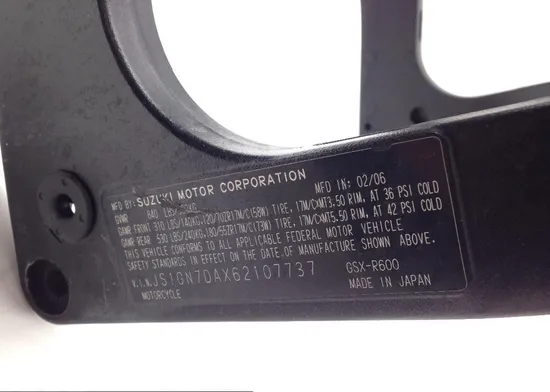 MFD BY: SUZUKI MOTOR CORPORATION MFD IN: 02/06
GVWR 840 LBS/
GAWR FRONT 310 LBS/140KG,120/70ZR17M/C(58W) TIRE, 17M/CxMT3.50 RIM, AT 36 PSI COLD
GAWR REAR 530 LBS/240KG,180/55ZR17M/C(73W) TIRE, 17M/CxMT5.50 RIM, AT 42 PSI COLD
THIS VEHICLE CONFORMS TO ALL APPLICABLE FEDERAL MOTOR VEHICLE
SAFETY STANDARDS IN EFFECT ON THE DATE OF MANUFACTURE SHOWN ABOVE.
V.I.N. JS1GN7DAX62107737 GSX-R600
MOTORCYCLE MADE IN JAPAN